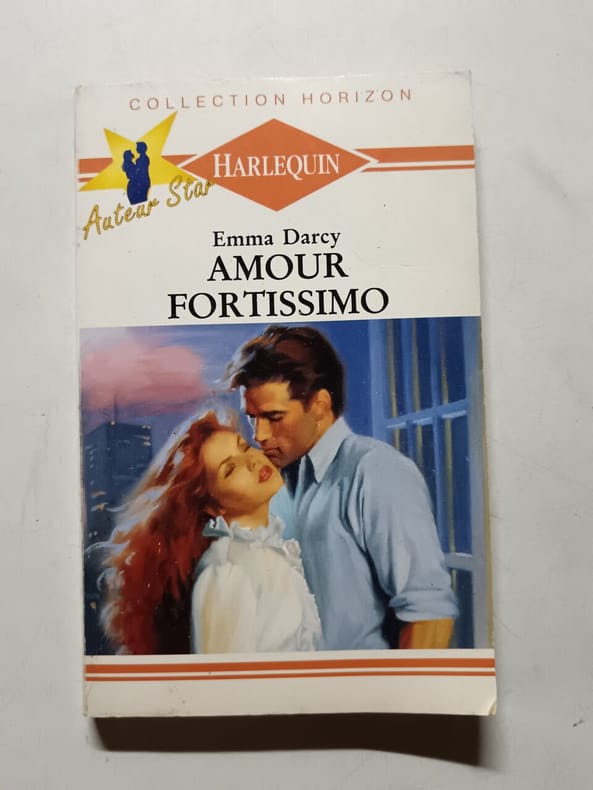 COLLECTION HORIZON
HARLEQUIN
Auteur Star
Emma Darcy
AMOUR
FORTISSIMO